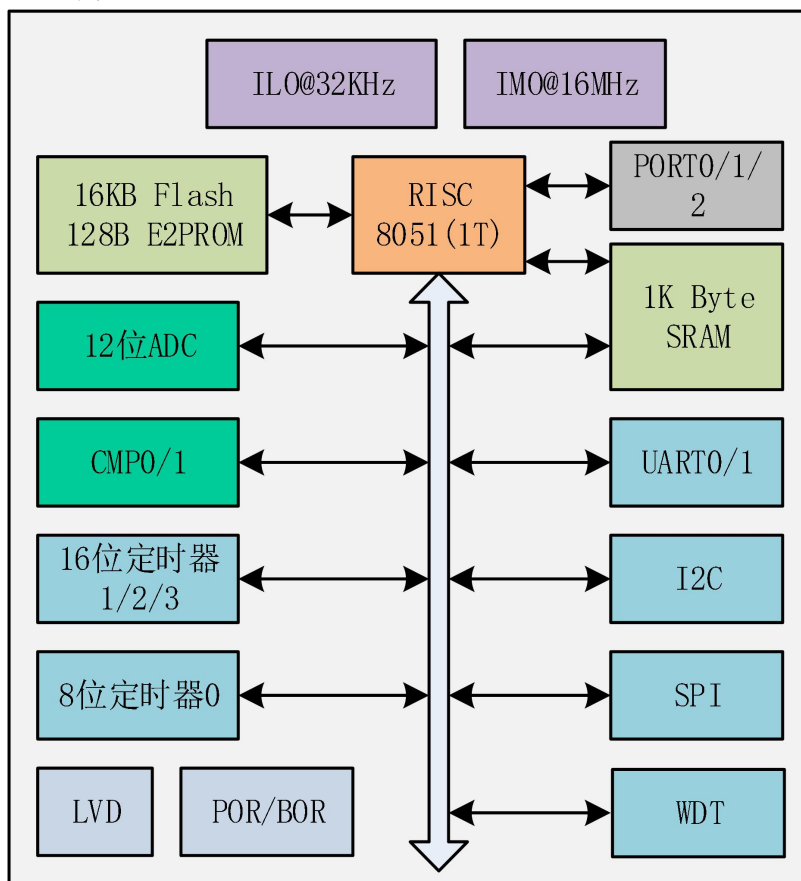 ILO@32KHz
IMO@16MHz
16KB Flash
128B E2PROM
RISC
8051(1T)
PORT0/1/
2
1K Byte
SRAM
12位ADC
CMP0/1
UART0/1
16位定时器
1/2/3
I2C
8位定时器0
SPI
LVD
POR/BOR
WDT